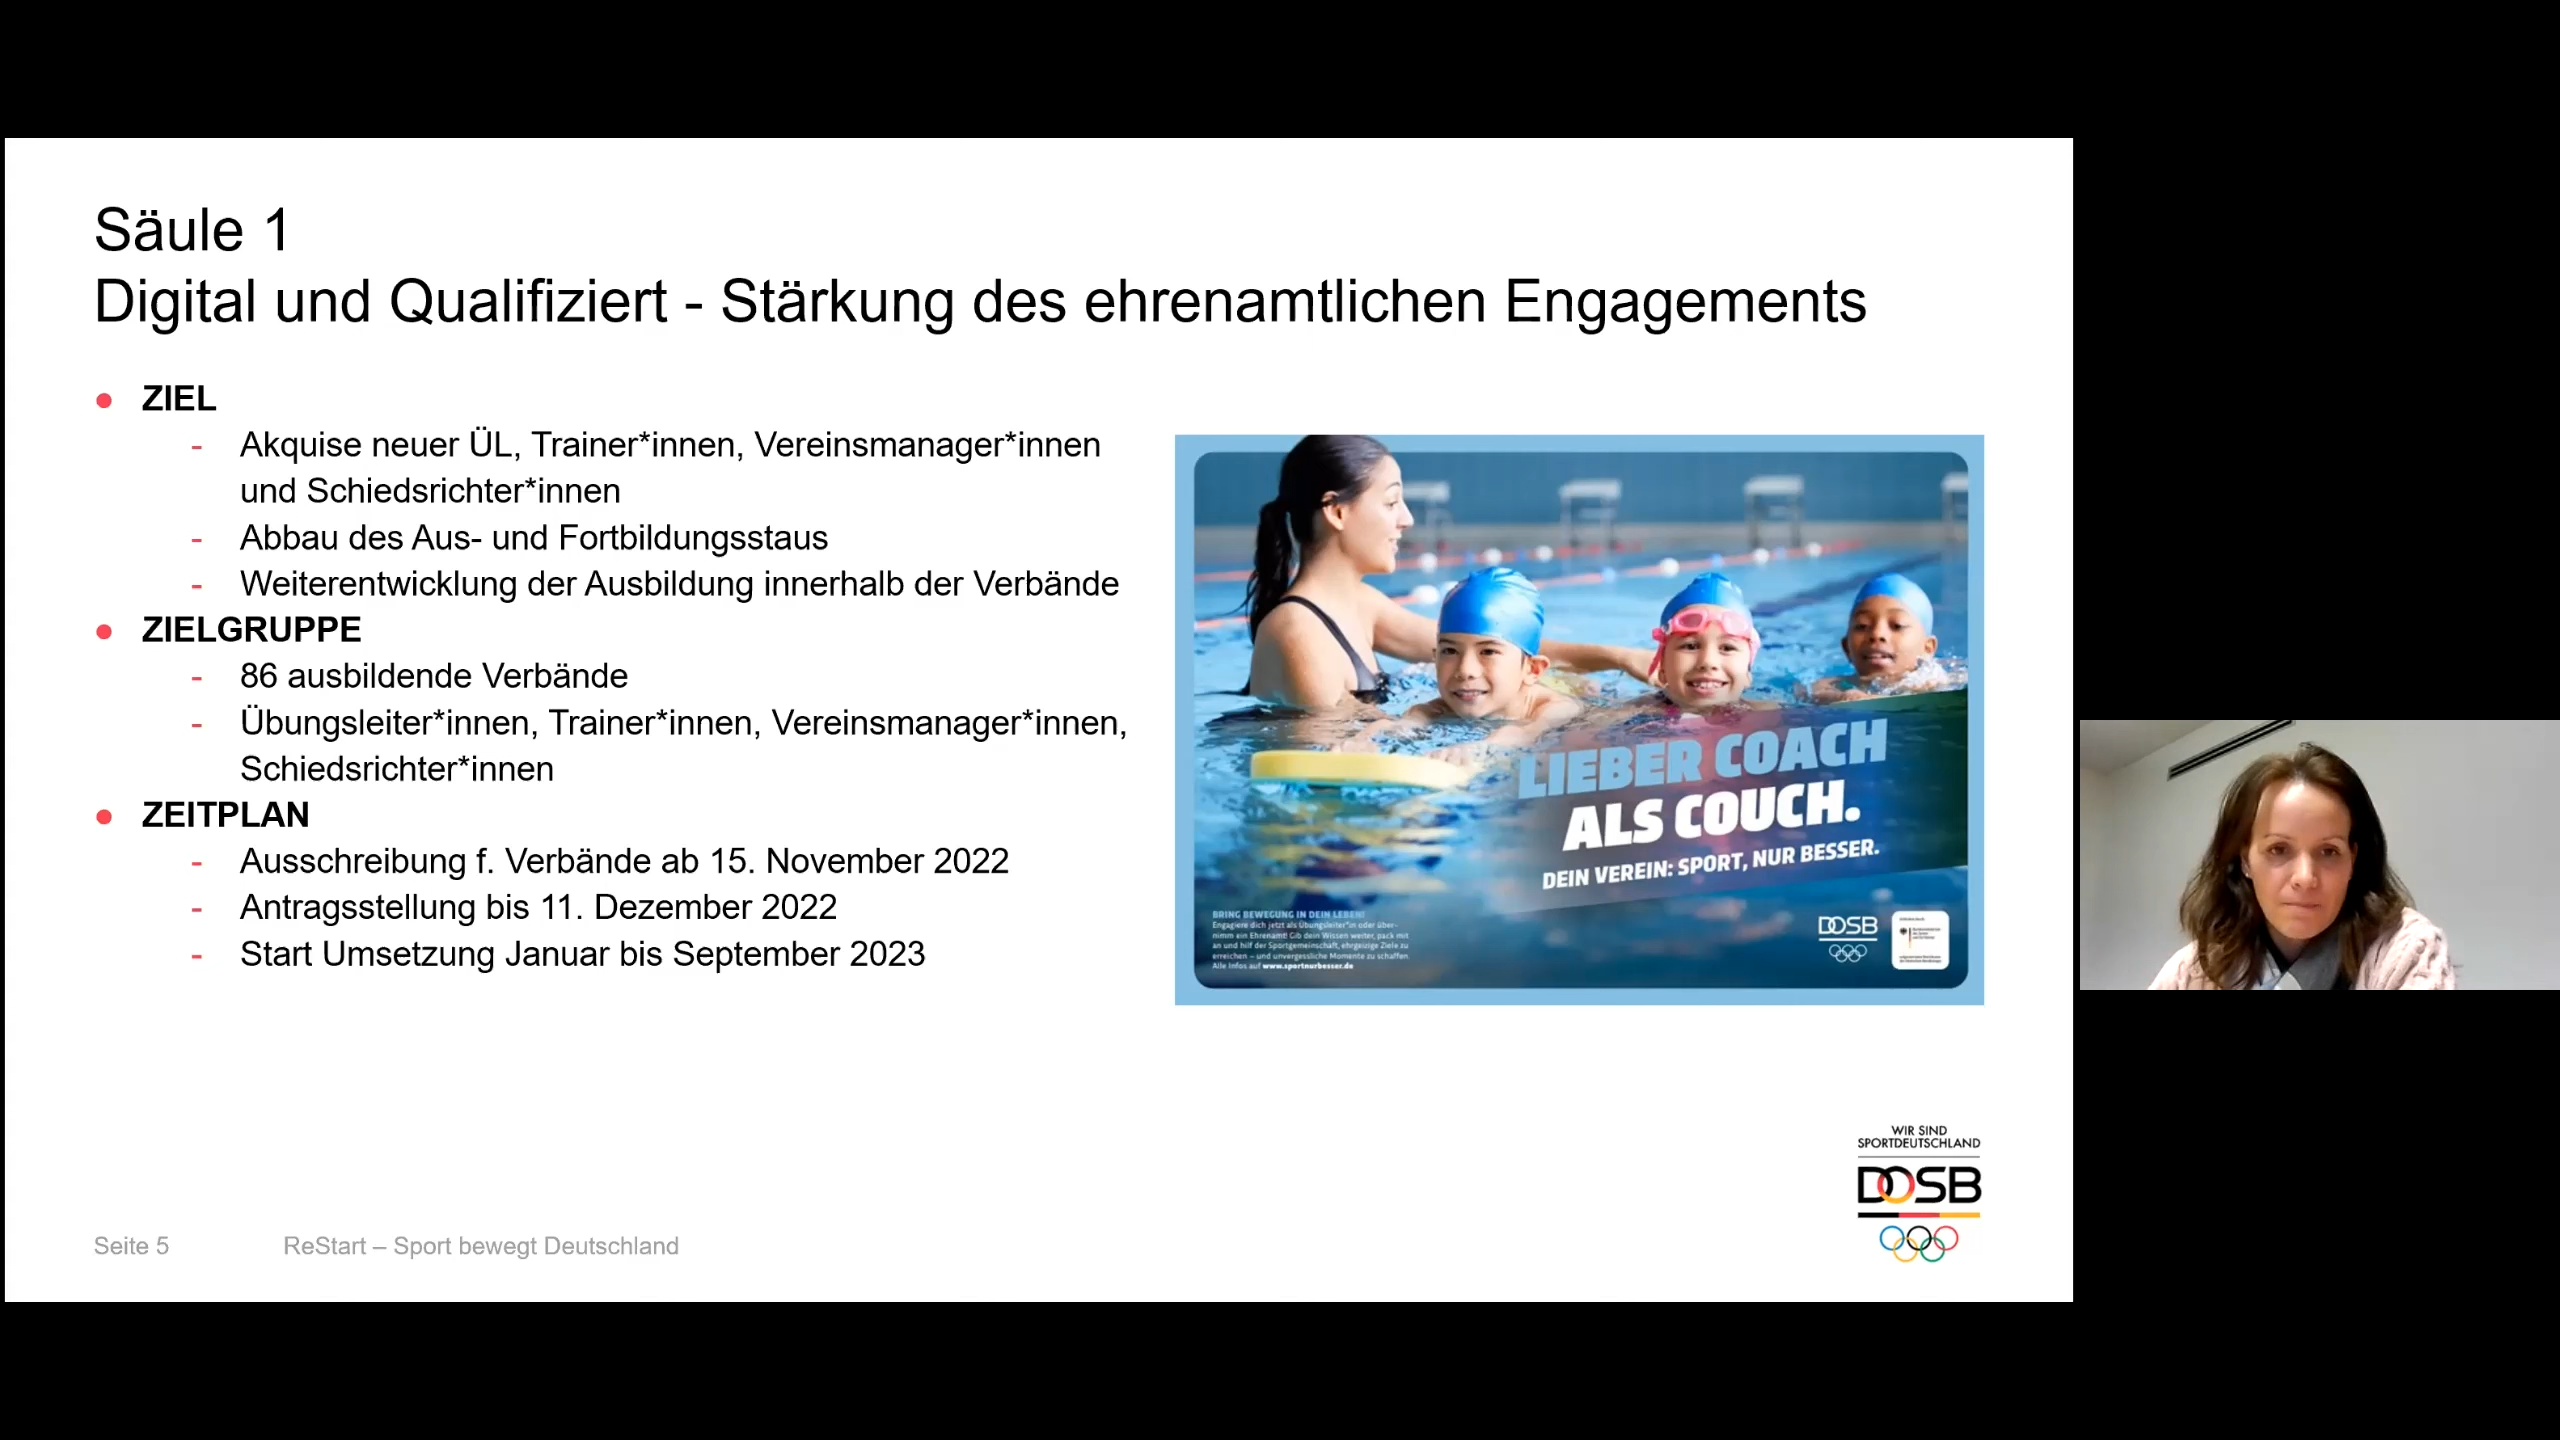 Säule 1
Digital und Qualifiziert - Stärkung des ehrenamtlichen Engagements
● ZIEL
- Akquise neuer ÜL, Trainer*innen, Vereinsmanager*innen
und Schiedsrichter*innen
- Abbau des Aus- und Fortbildungsstaus
- Weiterentwicklung der Ausbildung innerhalb der Verbände
● ZIELGRUPPE
- 86 ausbildende Verbände
- Übungsleiter*innen, Trainer*innen, Vereinsmanager*innen,
Schiedsrichter*innen
● ZEITPLAN
- Ausschreibung f. Verbände ab 15. November 2022
- Antragsstellung bis 11. Dezember 2022
- Start Umsetzung Januar bis September 2023
LIEBER COACH
ALS COUCH.
DEIN VEREIN: SPORT, NUR BESSER.
BRING BEWEGUNG IN DEIN LEBEN!
Engagiere dich jetzt als Übungsleiter*in oder über-
nimm ein Ehrenamt! Gib dein Wissen weiter, pack mit
an und hilf der Sportgemeinschaft, ehrgeizige Ziele zu
erreichen – und unvergessliche Momente zu schaffen.
Alle Infos auf www.sportnurbesser.de
DOSB
WIR SIND
SPORTDEUTSCHLAND
DOSB
Seite 5
ReStart – Sport bewegt Deutschland